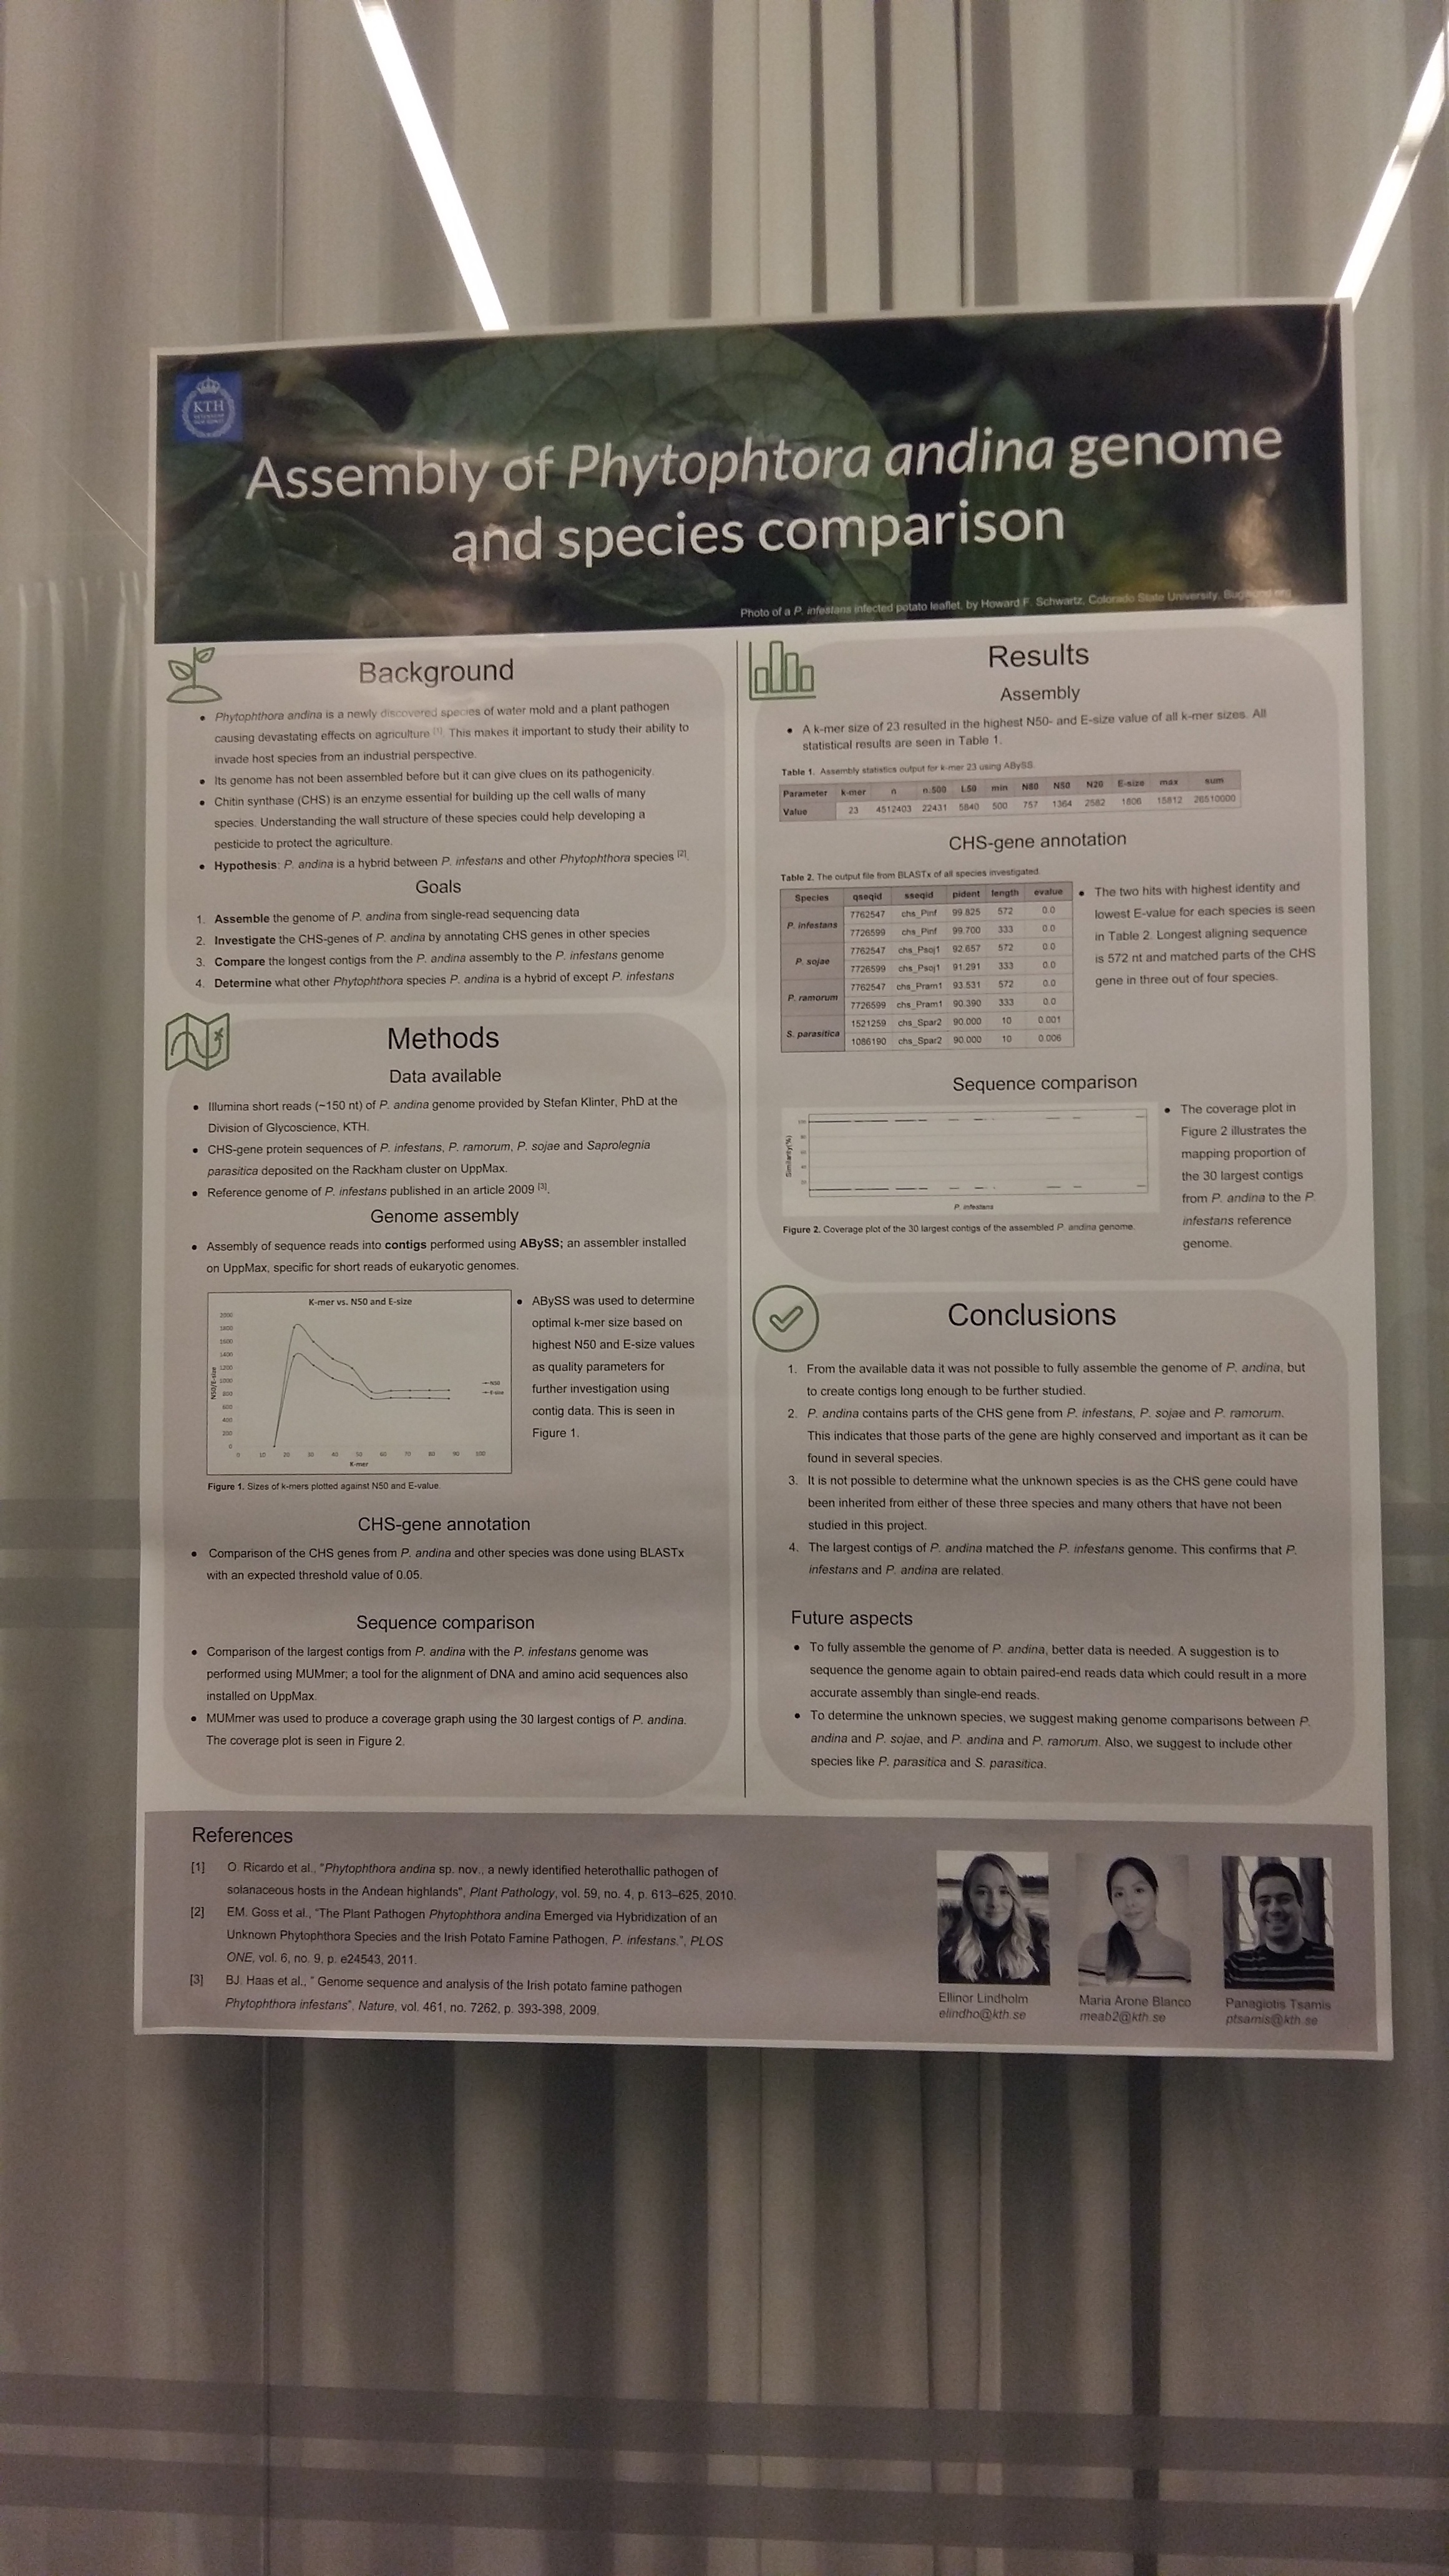 KTH
Assembly of Phytophtora andina genome
and species comparison
Photo of a P. infestans infected potato leaflet, by Howard F. Schwartz, Colorado State University,
Background
• Phytophthora andina is a newly discovered species of water mold and a plant pathogen
causing devastating effects on agriculture [1]. This makes it important to study their ability to
invade host species from an industrial perspective.
• Its genome has not been assembled before but it can give clues on its pathogenicity.
• Chitin synthase (CHS) is an enzyme essential for building up the cell walls of many
species. Understanding the wall structure of these species could help developing a
pesticide to protect the agriculture.
• Hypothesis: P. andina is a hybrid between P. infestans and other Phytophthora species [2].
Goals
1. Assemble the genome of P. andina from single-read sequencing data
2. Investigate the CHS-genes of P. andina by annotating CHS genes in other species
3. Compare the longest contigs from the P. andina assembly to the P. infestans genome
4. Determine what other Phytophthora species P. andina is a hybrid of except P. infestans
Methods
Data available
• Illumina short reads (~150 nt) of P. andina genome provided by Stefan Klinter, PhD at the
Division of Glycoscience, KTH.
• CHS-gene protein sequences of P. infestans, P. ramorum, P. sojae and Saprolegnia
parasitica deposited on the Rackham cluster on UppMax.
• Reference genome of P. infestans published in an article 2009 [3].
Genome assembly
• Assembly of sequence reads into contigs performed using ABySS; an assembler installed
on UppMax, specific for short reads of eukaryotic genomes.
K-mer vs. N50 and E-size
N50/E-size
2000
1800
1600
1400
1200
1000
800
600
400
200
0
0 10 20 30 40 50 60 70 80 90 100
K-mer
N50
E-size
• ABySS was used to determine
optimal k-mer size based on
highest N50 and E-size values
as quality parameters for
further investigation using
contig data. This is seen in
Figure 1.
Figure 1. Sizes of k-mers plotted against N50 and E-value.
CHS-gene annotation
• Comparison of the CHS genes from P. andina and other species was done using BLASTx
with an expected threshold value of 0.05.
Sequence comparison
• Comparison of the largest contigs from P. andina with the P. infestans genome was
performed using MUMmer; a tool for the alignment of DNA and amino acid sequences also
installed on UppMax.
• MUMmer was used to produce a coverage graph using the 30 largest contigs of P. andina.
The coverage plot is seen in Figure 2.
Results
Assembly
• A k-mer size of 23 resulted in the highest N50- and E-size value of all k-mer sizes. All
statistical results are seen in Table 1.
Table 1. Assembly statistics output for k-mer 23 using ABySS.
Parameter k-mer n n:500 L50 min N80 N50 N20 E-size max sum
Value 23 4512403 22431 5840 500 757 1364 2582 1806 15812 26510000
CHS-gene annotation
Table 2. The output file from BLASTx of all species investigated.
Species qseqid sseqid pident length evalue
P. infestans 7762547 chs_Pinf 99.825 572 0.0
7726599 chs_Pinf 99.700 333 0.0
P. sojae 7762547 chs_Psoj1 92.657 572 0.0
7726599 chs_Psoj1 91.291 333 0.0
P. ramorum 7762547 chs_Pram1 93.531 572 0.0
7726599 chs_Pram1 90.390 333 0.0
S. parasitica 1521259 chs_Spar2 90.000 10 0.001
1086190 chs_Spar2 90.000 10 0.006
• The two hits with highest identity and
lowest E-value for each species is seen
in Table 2. Longest aligning sequence
is 572 nt and matched parts of the CHS
gene in three out of four species.
Sequence comparison
Similarity(%)
100
80
60
40
20
P. infestans
Figure 2. Coverage plot of the 30 largest contigs of the assembled P. andina genome.
• The coverage plot in
Figure 2 illustrates the
mapping proportion of
the 30 largest contigs
from P. andina to the P.
infestans reference
genome.
Conclusions
1. From the available data it was not possible to fully assemble the genome of P. andina, but
to create contigs long enough to be further studied.
2. P. andina contains parts of the CHS gene from P. infestans, P. sojae and P. ramorum.
This indicates that those parts of the gene are highly conserved and important as it can be
found in several species.
3. It is not possible to determine what the unknown species is as the CHS gene could have
been inherited from either of these three species and many others that have not been
studied in this project.
4. The largest contigs of P. andina matched the P. infestans genome. This confirms that P.
infestans and P. andina are related.
Future aspects
• To fully assemble the genome of P. andina, better data is needed. A suggestion is to
sequence the genome again to obtain paired-end reads data which could result in a more
accurate assembly than single-end reads.
• To determine the unknown species, we suggest making genome comparisons between P.
andina and P. sojae, and P. andina and P. ramorum. Also, we suggest to include other
species like P. parasitica and S. parasitica.
References
[1] O. Ricardo et al., "Phytophthora andina sp. nov., a newly identified heterothallic pathogen of
solanaceous hosts in the Andean highlands", Plant Pathology, vol. 59, no. 4, p. 613–625, 2010.
[2] EM. Goss et al., "The Plant Pathogen Phytophthora andina Emerged via Hybridization of an
Unknown Phytophthora Species and the Irish Potato Famine Pathogen, P. infestans.", PLOS
ONE, vol. 6, no. 9, p. e24543, 2011.
[3] BJ. Haas et al., " Genome sequence and analysis of the Irish potato famine pathogen
Phytophthora infestans", Nature, vol. 461, no. 7262, p. 393-398, 2009.
Ellinor Lindholm
elindho@kth.se
Maria Arone Blanco
meab2@kth.se
Panagiotis Tsamis
ptsamis@kth.se